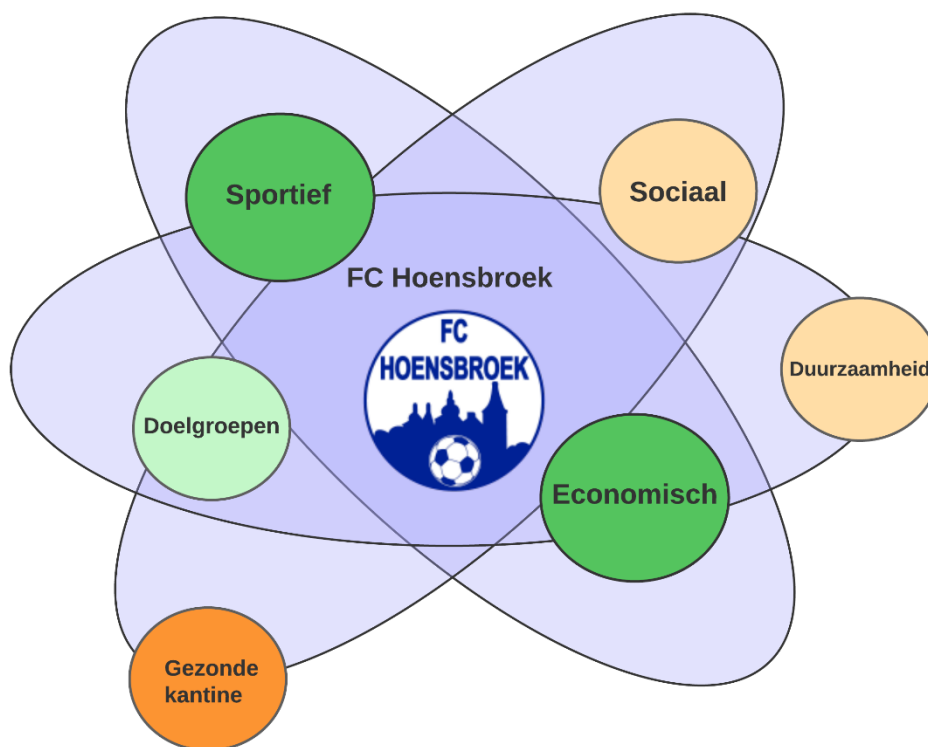 Sportief
Sociaal
FC Hoensbroek
FC
HOENSBROEK
Duurzaamheid
Doelgroepen
Economisch
Gezonde
kantine